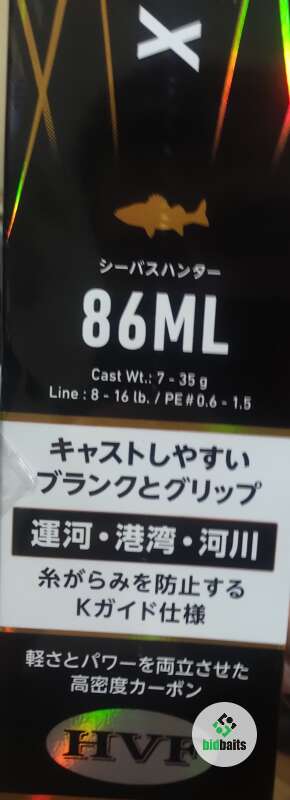 X
シーバスハンター
86ML
Cast Wt.: 7 - 35 g
Line : 8 - 16 lb. / PE#0.6 - 1.5
キャストしやすい
ブランクとグリップ
運河・港湾・河川
糸がらみを防止する
Kガイド仕様
軽さとパワーを両立させた
高密度カーボン
HVF
bidbaits